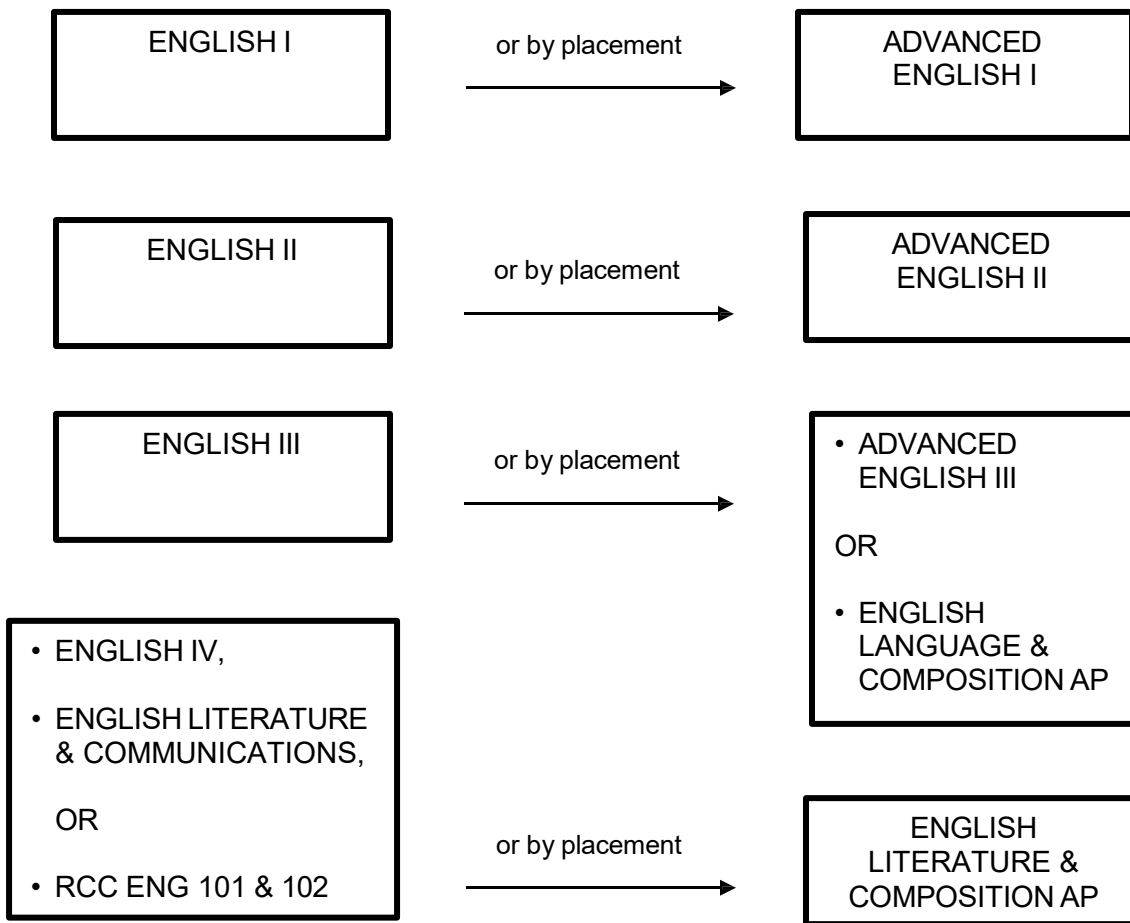 ENGLISH I
or by placement
ADVANCED
ENGLISH I
ENGLISH II
or by placement
ADVANCED
ENGLISH II
ENGLISH III
or by placement
• ADVANCED
ENGLISH III
OR
• ENGLISH
LANGUAGE &
COMPOSITION AP
• ENGLISH IV,
• ENGLISH LITERATURE
& COMMUNICATIONS,
OR
• RCC ENG 101 & 102
or by placement
ENGLISH
LITERATURE &
COMPOSITION AP